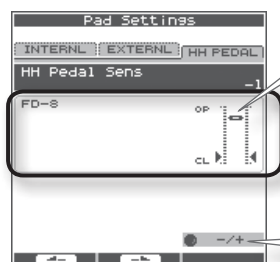 Pad Settings
INTERNL EXTERNL HH PEDAL
HH Pedal Sens
-1
FD-8
OP
CL
-/+